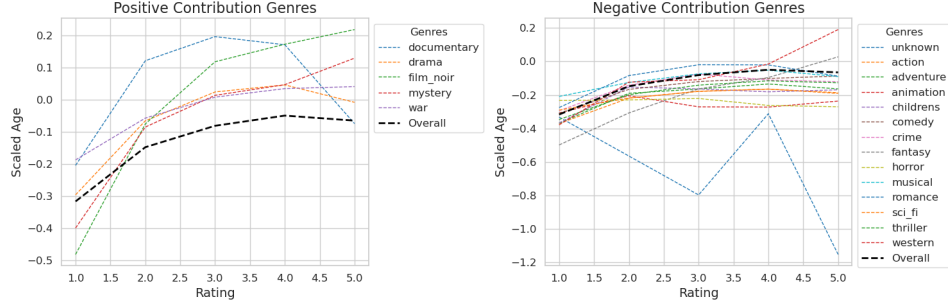 Positive Contribution Genres
Scaled Age
0.2
0.1
0.0
−0.1
−0.2
−0.3
−0.4
−0.5
1.0 1.5 2.0 2.5 3.0 3.5 4.0 4.5 5.0
Rating
Genres
documentary
drama
film_noir
mystery
war
Overall
Negative Contribution Genres
Scaled Age
0.2
0.0
−0.2
−0.4
−0.6
−0.8
−1.0
−1.2
1.0 1.5 2.0 2.5 3.0 3.5 4.0 4.5 5.0
Rating
Genres
unknown
action
adventure
animation
childrens
comedy
crime
fantasy
horror
musical
romance
sci_fi
thriller
western
Overall